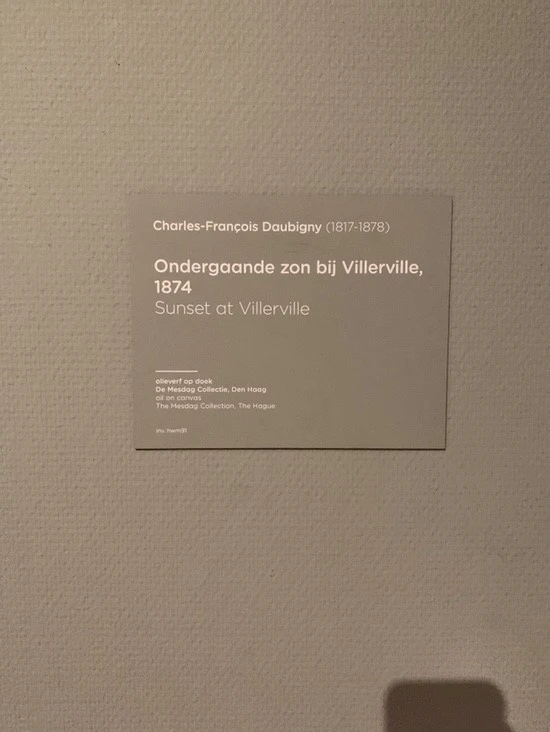 Charles-François Daubigny (1817-1878)
Ondergaande zon bij Villerville,
1874
Sunset at Villerville
olieverf op doek
De Mesdag Collectie, Den Haag
oil on canvas
The Mesdag Collection, The Hague
inv.